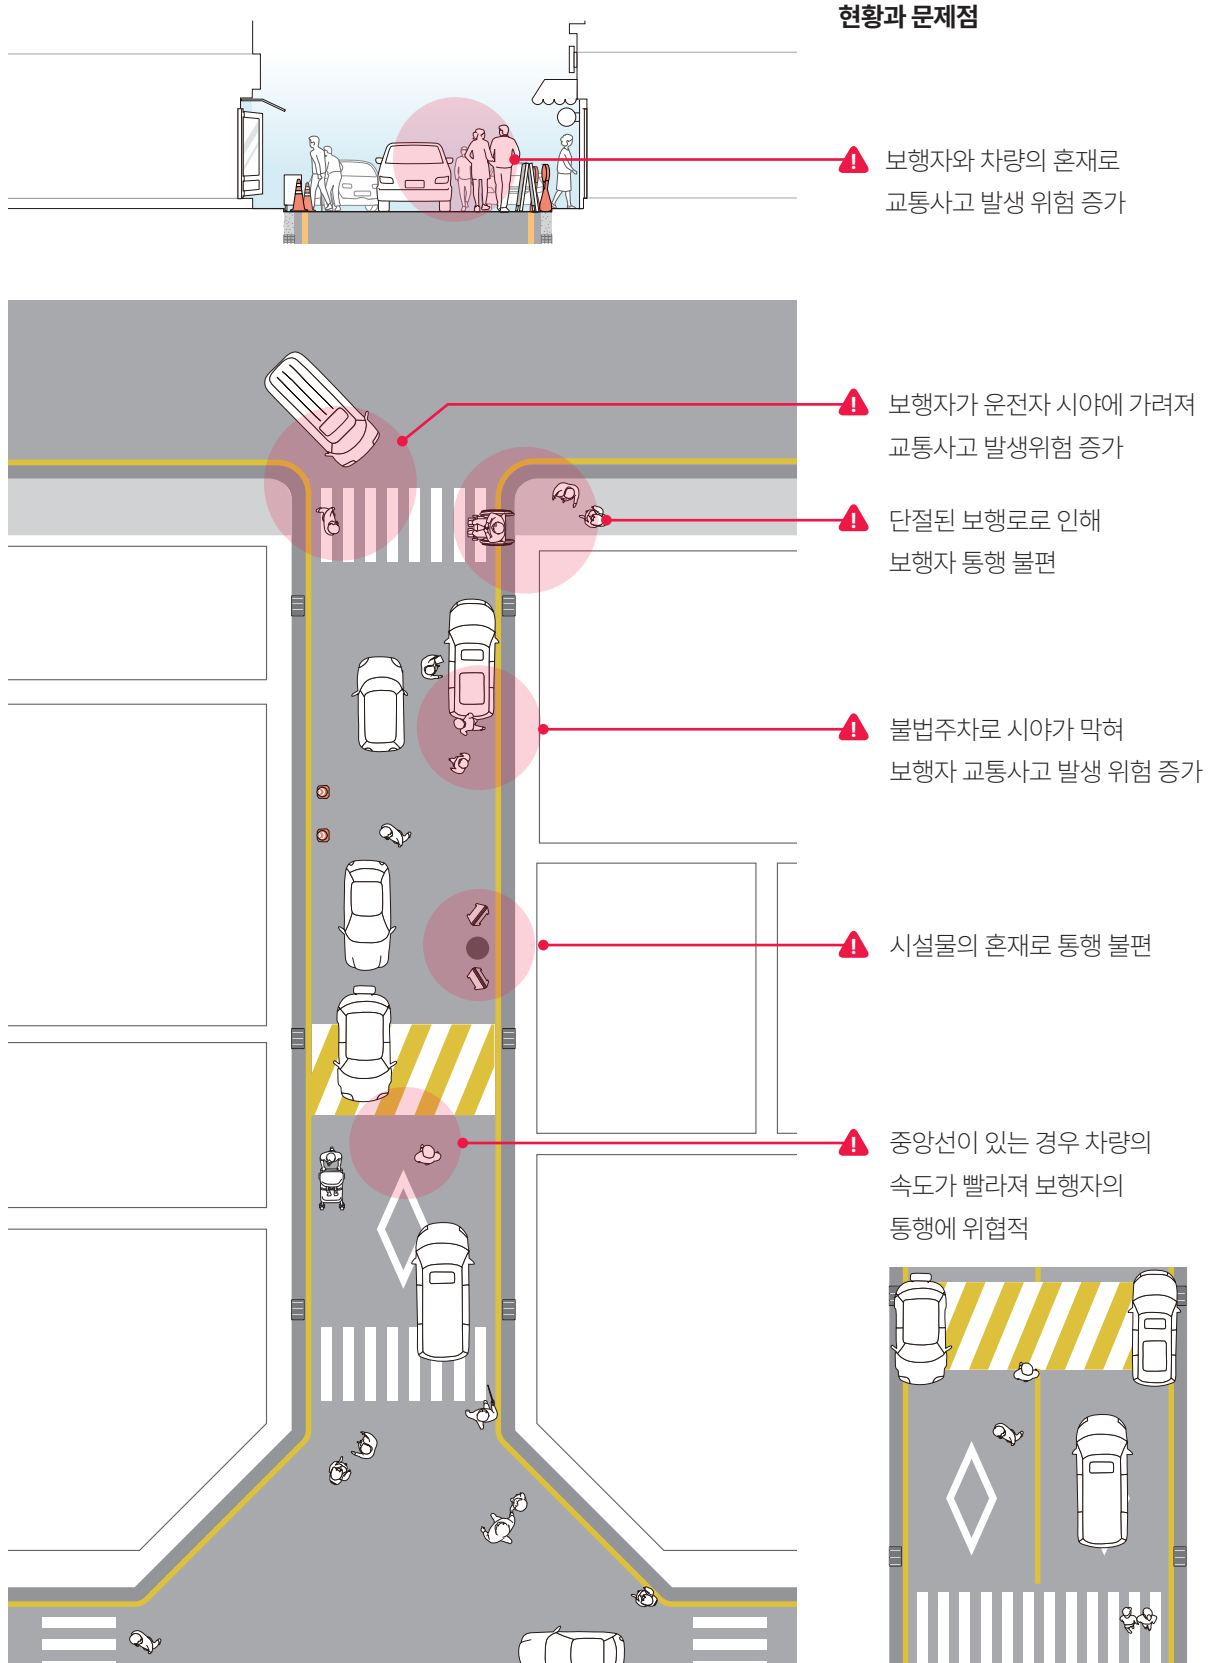 현황과 문제점
보행자와 차량의 혼재로
교통사고 발생 위험 증가
보행자가 운전자 시야에 가려져
교통사고 발생위험 증가
단절된 보행로로 인해
보행자 통행 불편
불법주차로 시야가 막혀
보행자 교통사고 발생 위험 증가
시설물의 혼재로 통행 불편
중앙선이 있는 경우 차량의
속도가 빨라져 보행자의
통행에 위협적